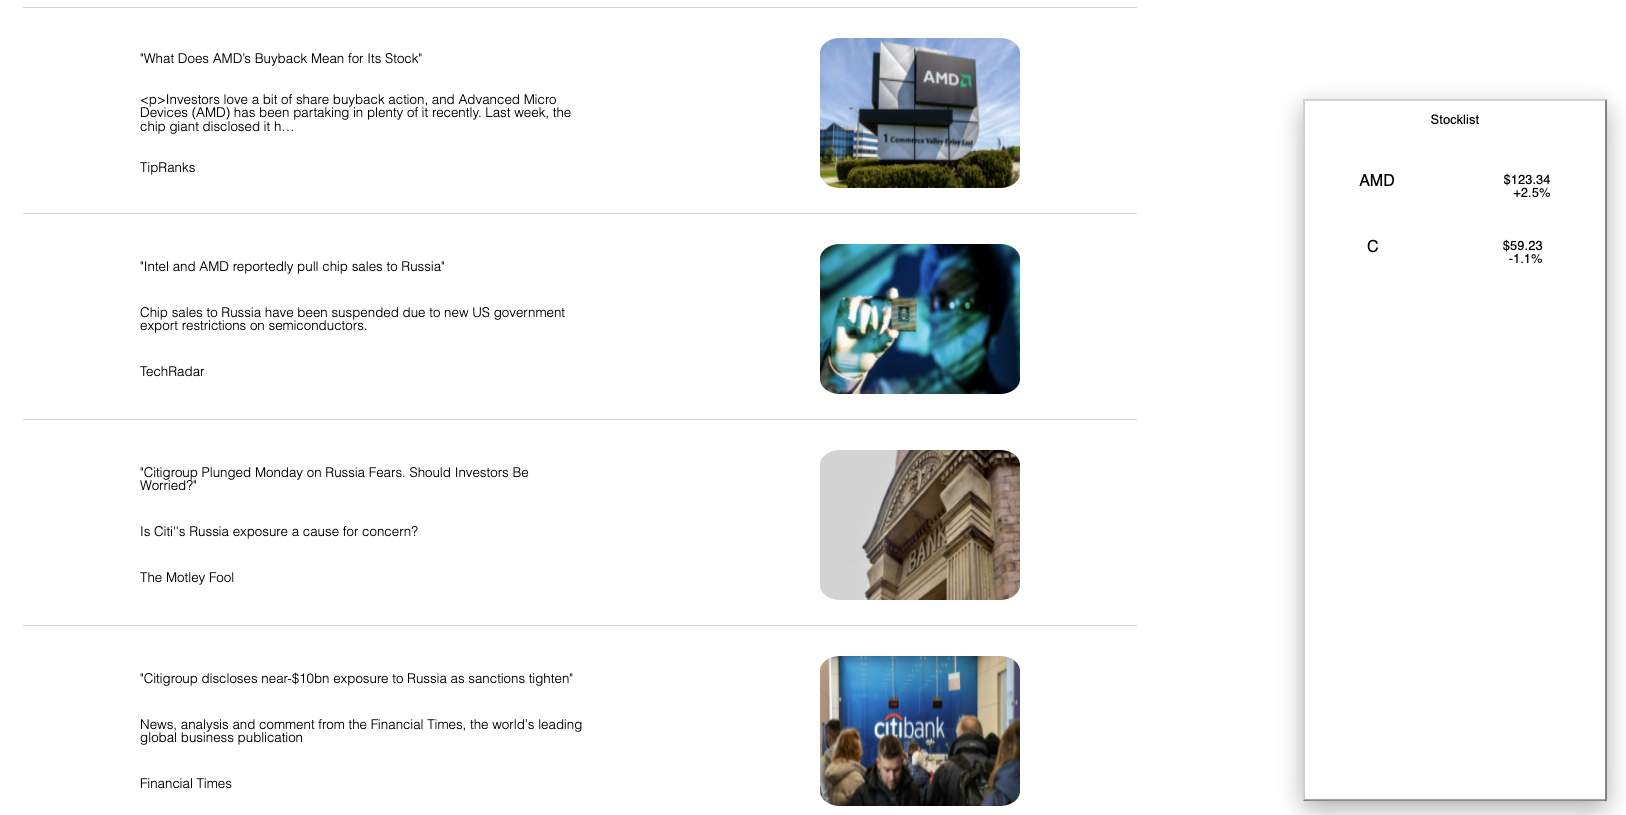 "What Does AMD's Buyback Mean for Its Stock"
<p>Investors love a bit of share buyback action, and Advanced Micro
Devices (AMD) has been partaking in plenty of it recently. Last week, the
chip giant disclosed it h…
TipRanks
AMD
1 Commerce Valley Drive East
"Intel and AMD reportedly pull chip sales to Russia"
Chip sales to Russia have been suspended due to new US government
export restrictions on semiconductors.
TechRadar
"Citigroup Plunged Monday on Russia Fears. Should Investors Be
Worried?"
Is Citi''s Russia exposure a cause for concern?
The Motley Fool
BANK
"Citigroup discloses near-$10bn exposure to Russia as sanctions tighten"
News, analysis and comment from the Financial Times, the world's leading
global business publication
Financial Times
citibank
Stocklist
AMD
$123.34
+2.5%
C
$59.23
-1.1%